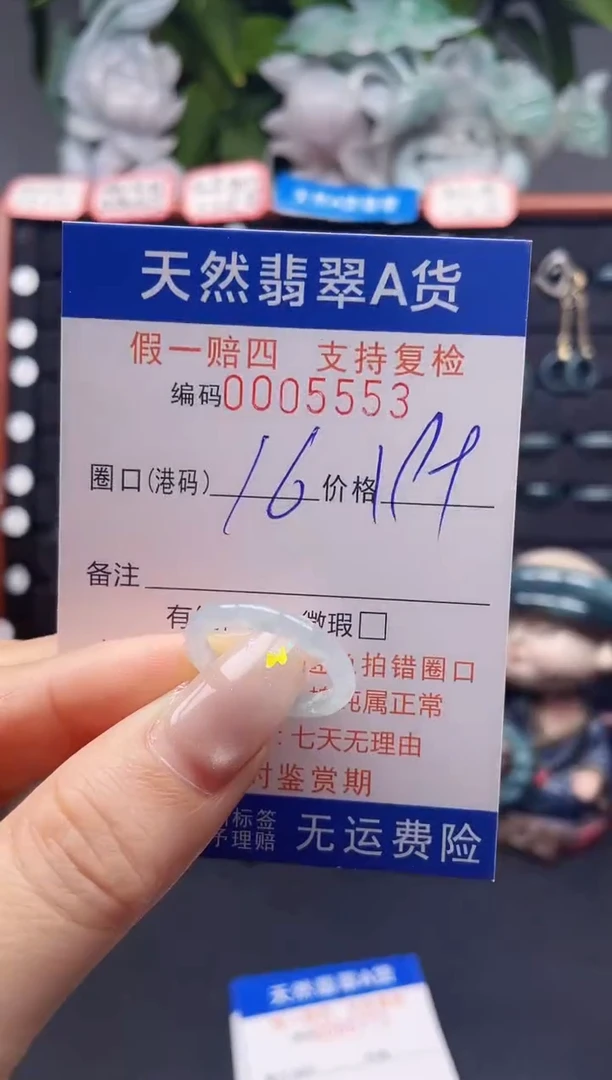 天然翡翠A货
假一赔四 支持复检
编码0005553
圈口(港码) 16 价格
备注
有 微瑕□
拍错圈口
属正常
七天无理由
时鉴赏期
标签
予理赔 无运费险
天然翡翠A货